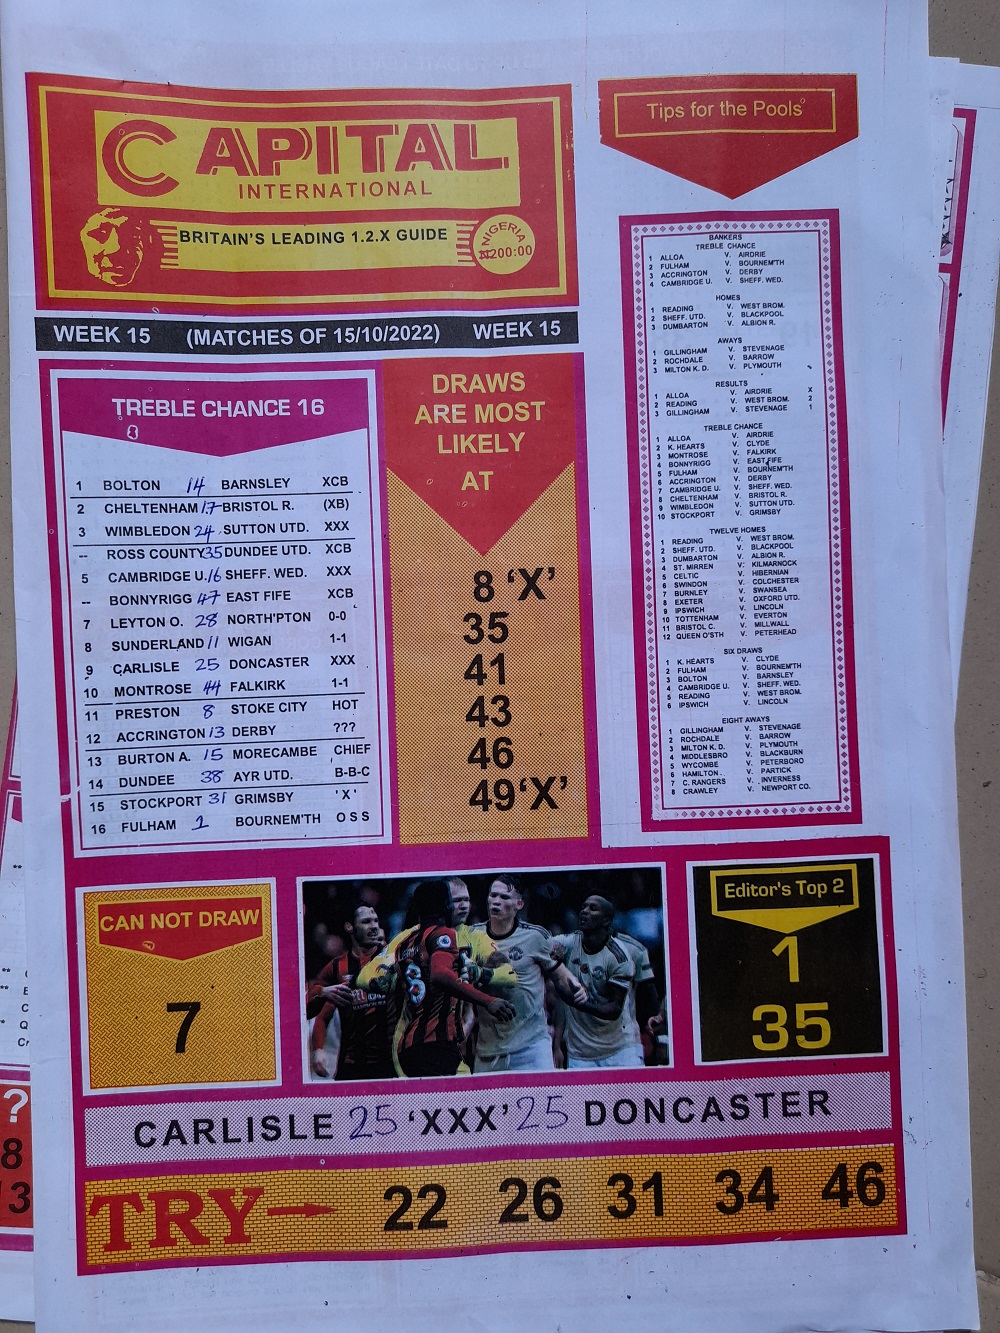 CAPITAL
INTERNATIONAL
BRITAIN'S LEADING 1.2.X GUIDE
NIGERIA
₦200:00
WEEK 15 (MATCHES OF 15/10/2022) WEEK 15
TREBLE CHANCE 16
1 BOLTON 14 BARNSLEY XCB
2 CHELTENHAM 17 BRISTOL R. (XB)
3 WIMBLEDON 24 SUTTON UTD. XXX
-- ROSS COUNTY 35 DUNDEE UTD. XCB
5 CAMBRIDGE U. 16 SHEFF. WED. XXX
-- BONNYRIGG 47 EAST FIFE XCB
7 LEYTON O. 28 NORTH'PTON 0-0
8 SUNDERLAND 11 WIGAN 1-1
9 CARLISLE 25 DONCASTER XXX
10 MONTROSE 44 FALKIRK 1-1
11 PRESTON 8 STOKE CITY HOT
12 ACCRINGTON 13 DERBY ???
13 BURTON A. 15 MORECAMBE CHIEF
14 DUNDEE 38 AYR UTD. B-B-C
15 STOCKPORT 31 GRIMSBY 'X'
16 FULHAM 1 BOURNEM'TH O S S
DRAWS
ARE MOST
LIKELY
AT
8 'X'
35
41
43
46
49 'X'
Tips for the Pools
BANKERS
TREBLE CHANCE
1 ALLOA V. AIRDRIE
2 FULHAM V. BOURNEM'TH
3 ACCRINGTON V. DERBY
4 CAMBRIDGE U. V. SHEFF. WED.
HOMES
1 READING V. WEST BROM.
2 SHEFF. UTD. V. BLACKPOOL
3 DUMBARTON V. ALBION R.
AWAYS
1 GILLINGHAM V. STEVENAGE
2 ROCHDALE V. BARROW
3 MILTON K. D. V. PLYMOUTH
RESULTS
1 ALLOA V. AIRDRIE X
2 READING V. WEST BROM. 2
3 GILLINGHAM V. STEVENAGE 1
TREBLE CHANCE
1 ALLOA V. AIRDRIE
2 K. HEARTS V. CLYDE
3 MONTROSE V. FALKIRK
4 BONNYRIGG V. EAST FIFE
5 FULHAM V. BOURNEM'TH
6 ACCRINGTON V. DERBY
7 CAMBRIDGE U. V. SHEFF. WED.
8 CHELTENHAM V. BRISTOL R.
9 WIMBLEDON V. SUTTON UTD.
10 STOCKPORT V. GRIMSBY
TWELVE HOMES
1 READING V. WEST BROM.
2 SHEFF. UTD. V. BLACKPOOL
3 DUMBARTON V. ALBION R.
4 ST. MIRREN V. KILMARNOCK
5 CELTIC V. HIBERNIAN
6 SWINDON V. COLCHESTER
7 BURNLEY V. SWANSEA
8 EXETER V. OXFORD UTD.
9 IPSWICH V. LINCOLN
10 TOTTENHAM V. EVERTON
11 BRISTOL C. V. MILLWALL
12 QUEEN O'STH V. PETERHEAD
SIX DRAWS
1 K. HEARTS V. CLYDE
2 FULHAM V. BOURNEM'TH
3 BOLTON V. BARNSLEY
4 CAMBRIDGE U. V. SHEFF. WED.
5 READING V. WEST BROM.
6 IPSWICH V. LINCOLN
EIGHT AWAYS
1 GILLINGHAM V. STEVENAGE
2 ROCHDALE V. BARROW
3 MILTON K. D. V. PLYMOUTH
4 MIDDLESBRO V. BLACKBURN
5 WYCOMBE V. PETERBORO
6 HAMILTON. V. PARTICK
7 C. RANGERS V. INVERNESS
8 CRAWLEY V. NEWPORT CO.
CAN NOT DRAW
7
Editor's Top 2
1
35
CARLISLE 25 'XXX' 25 DONCASTER
TRY 22 26 31 34 46
?
8
13